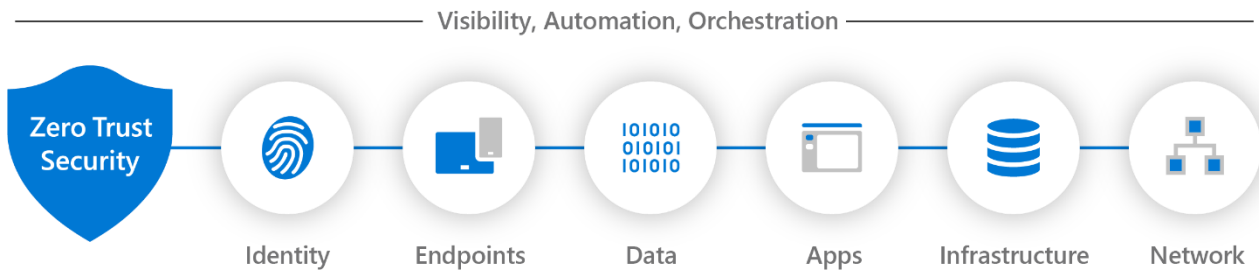 Visibility, Automation, Orchestration
Zero Trust
Security
101010
010101
101010
Identity
Endpoints
Data
Apps
Infrastructure
Network